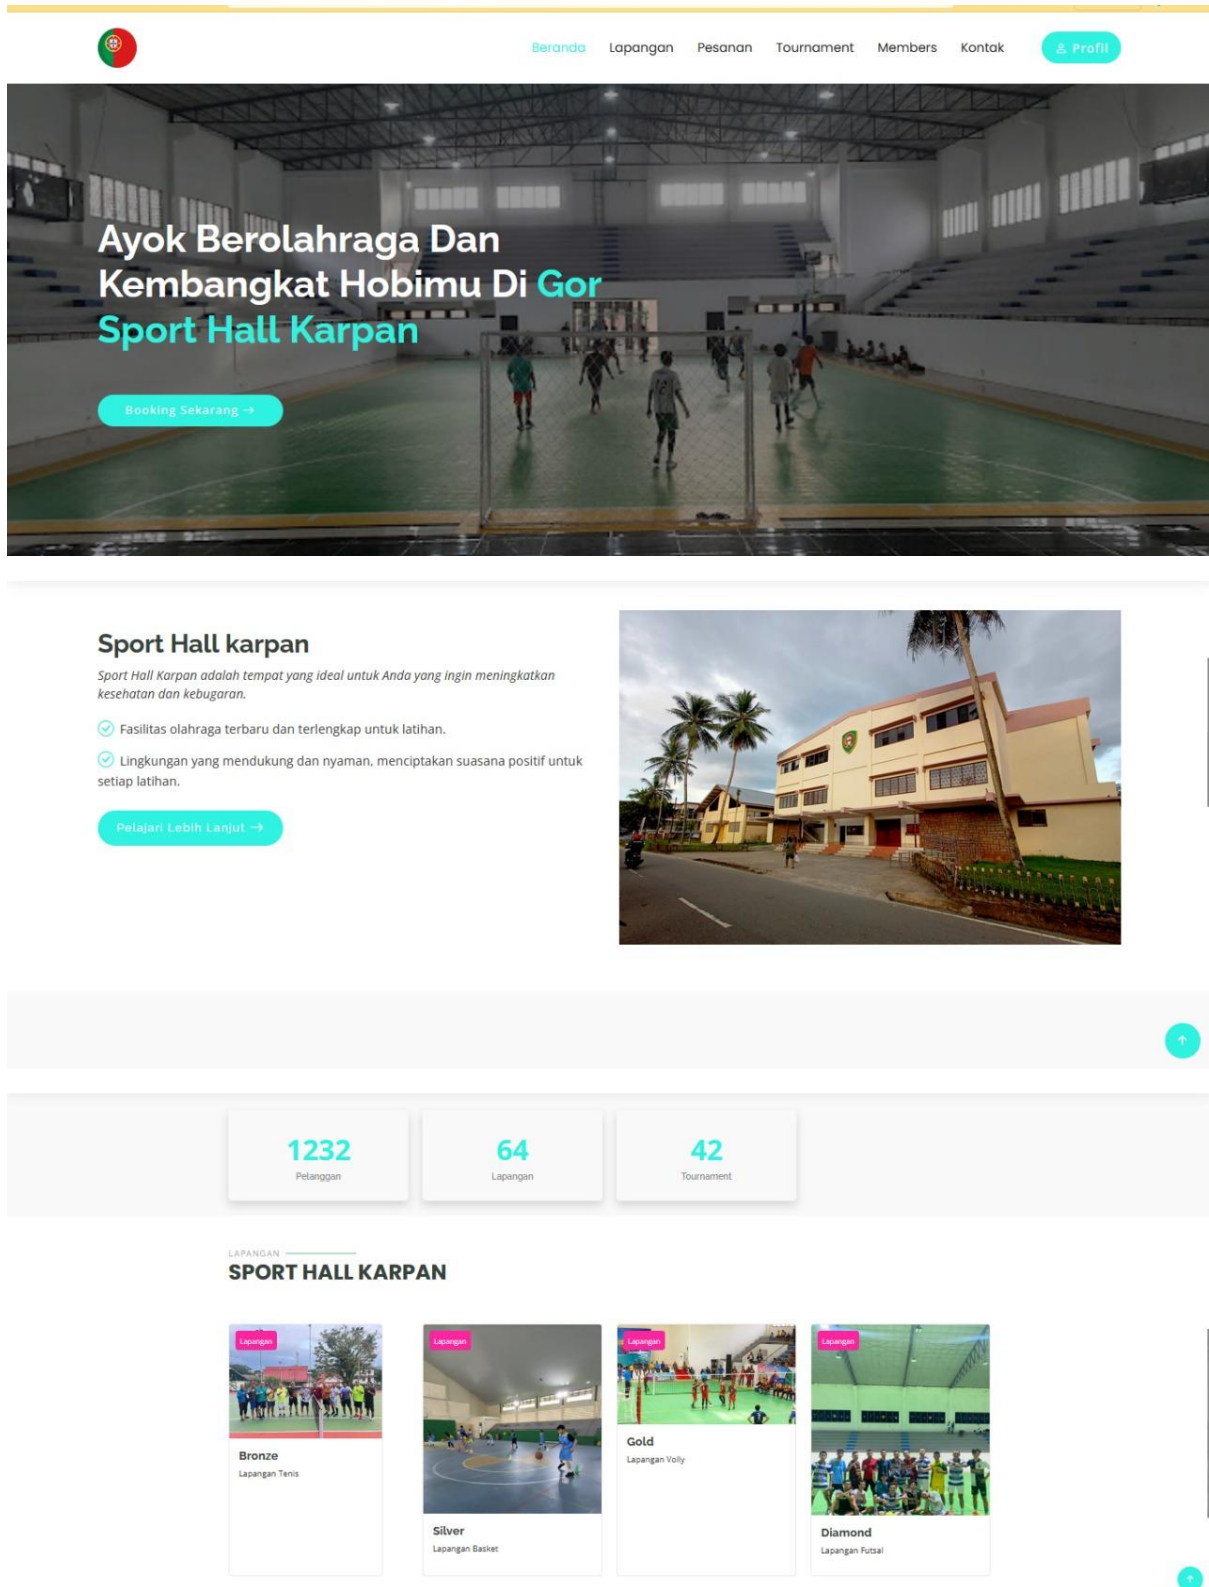 Beranda Lapangan Pesanan Tournament Members Kontak Profil
Ayok Berolahraga Dan
Kembangkat Hobimu Di Gor
Sport Hall Karpan
Booking Sekarang →
Sport Hall karpan
Sport Hall Karpan adalah tempat yang ideal untuk Anda yang ingin meningkatkan
kesehatan dan kebugaran.
Fasilitas olahraga terbaru dan terlengkap untuk latihan.
Lingkungan yang mendukung dan nyaman, menciptakan suasana positif untuk
setiap latihan.
Pelajari Lebih Lanjut →
1232 64 42
Pelanggan Lapangan Tournament
LAPANGAN
SPORT HALL KARPAN
Lapangan Lapangan Lapangan Lapangan
Bronze
Lapangan Tenis
Silver
Lapangan Basket
Gold
Lapangan Volly
Diamond
Lapangan Futsal